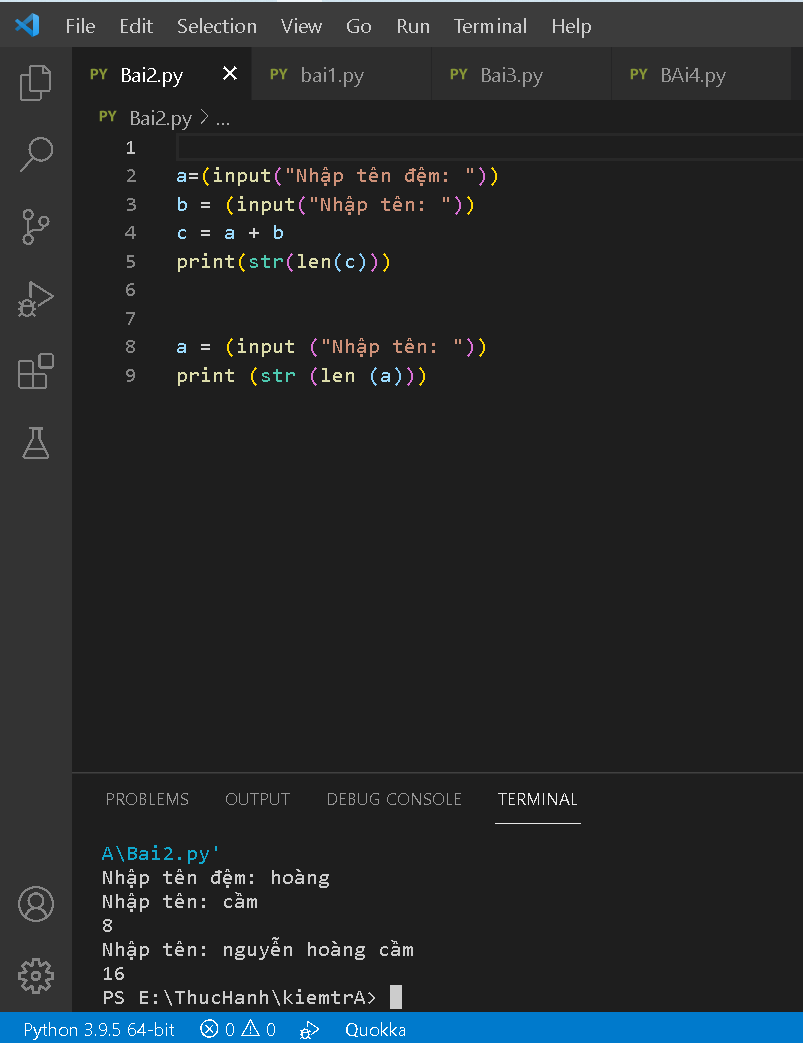 File Edit Selection View Go Run Terminal Help
PY Bai2.py × PY bai1.py PY Bai3.py PY BAi4.py
PY Bai2.py > ...
1
2 a=(input("Nhập tên đệm: "))
3 b = (input("Nhập tên: "))
4 c = a + b
5 print(str(len(c)))
6
7
8 a = (input ("Nhập tên: "))
9 print (str (len (a)))
PROBLEMS OUTPUT DEBUG CONSOLE TERMINAL
A\Bai2.py'
Nhập tên đệm: hoàng
Nhập tên: cầm
8
Nhập tên: nguyễn hoàng cầm
16
PS E:\ThucHanh\kiemtrA>
Python 3.9.5 64-bit 0 0 Quokka